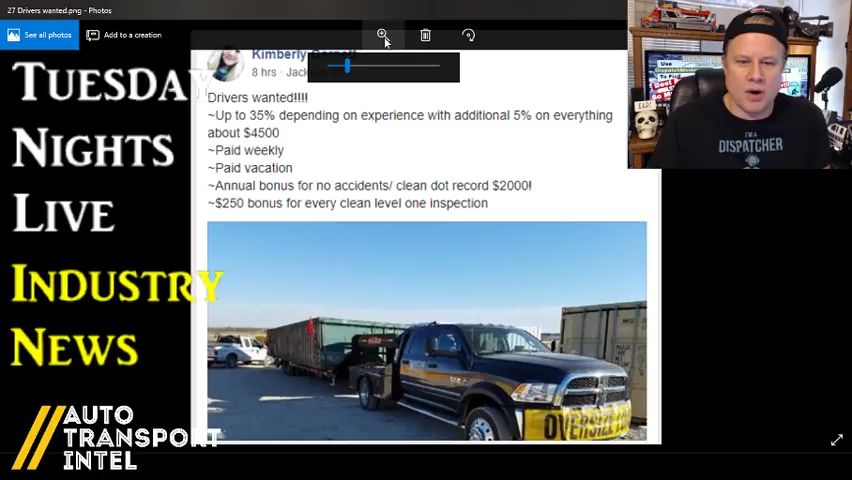 27 Drivers wanted.png - Photos
See all photos
Add to a creation
Kimberly
8 hrs
Drivers wanted!!!!
~Up to 35% depending on experience with additional 5% on everything
about $4500
~Paid weekly
~Paid vacation
~Annual bonus for no accidents/ clean dot record $2000!
~$250 bonus for every clean level one inspection
OVERSIZE
TUESDAY
NIGHTS
LIVE
INDUSTRY
NEWS
AUTO
TRANSPORT
INTEL
I'M A
DISPATCHER